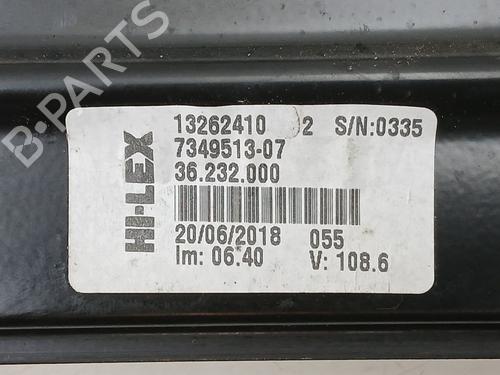 B-PARTS
HI-LEX
13262410 2 S/N:0335
7349513-07
36.232.000
20/06/2018 055
Im: 06.40 V: 108.6